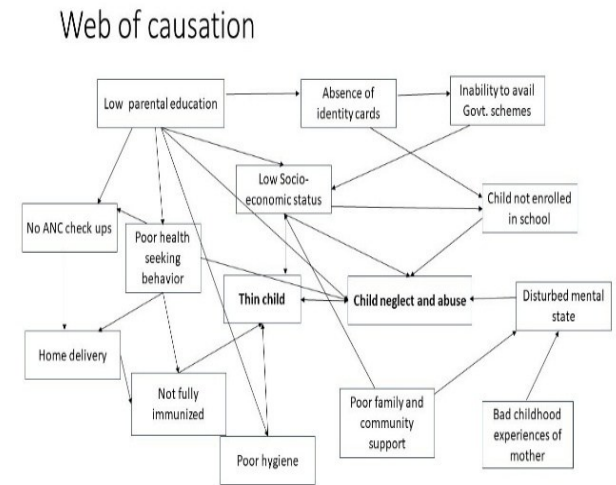 Web of causation
Low parental education
Absence of
identity cards
Inability to avail
Govt. schemes
Low Socio-
economic status
Child not enrolled
in school
No ANC check ups
Poor health
seeking
behavior
Thin child
Child neglect and abuse
Disturbed mental
state
Home delivery
Not fully
immunized
Poor family and
community
support
Bad childhood
experiences of
mother
Poor hygiene